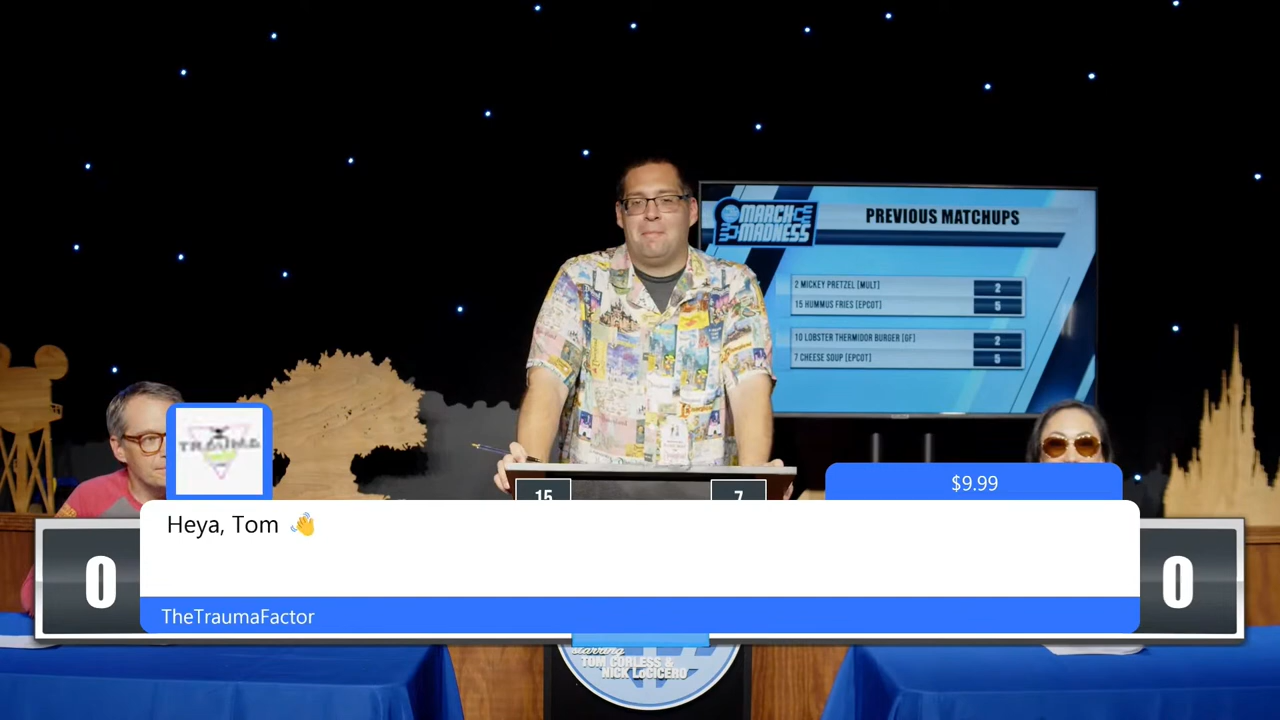 MARCH
MADNESS
PREVIOUS MATCHUPS
2 MICKEY PRETZEL [MULT]
2
15 HUMMUS FRIES [EPCOT]
5
10 LOBSTER THERMIDOR BURGER [GF]
2
7 CHEESE SOUP [EPCOT]
5
TRAUMA
$9.99
15
7
Heya, Tom 👋
0
0
TheTraumaFactor
starring
TOM CORLESS &
NICK LoCICERO